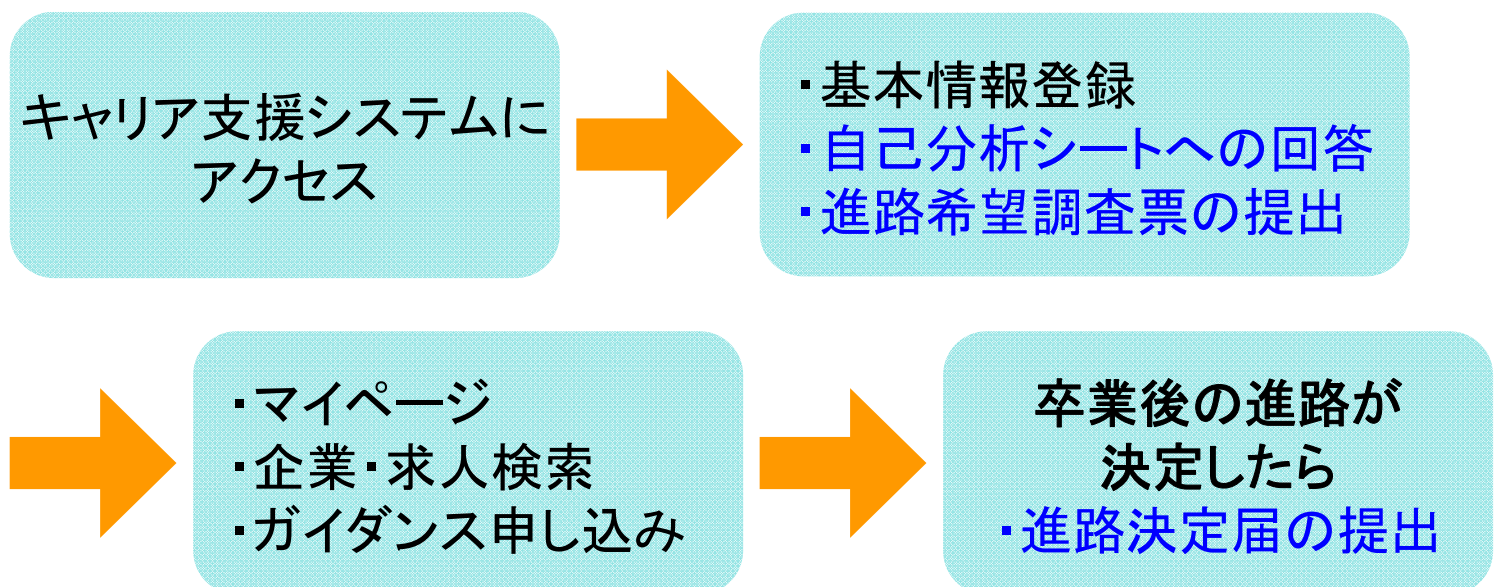 キャリア支援システムに
アクセス
・基本情報登録
・自己分析シートへの回答
・進路希望調査票の提出
・マイページ
・企業・求人検索
・ガイダンス申し込み
卒業後の進路が
決定したら
・進路決定届の提出